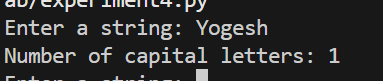 ab/experiment4.py
Enter a string: Yogesh
Number of capital letters: 1
Enter a string: